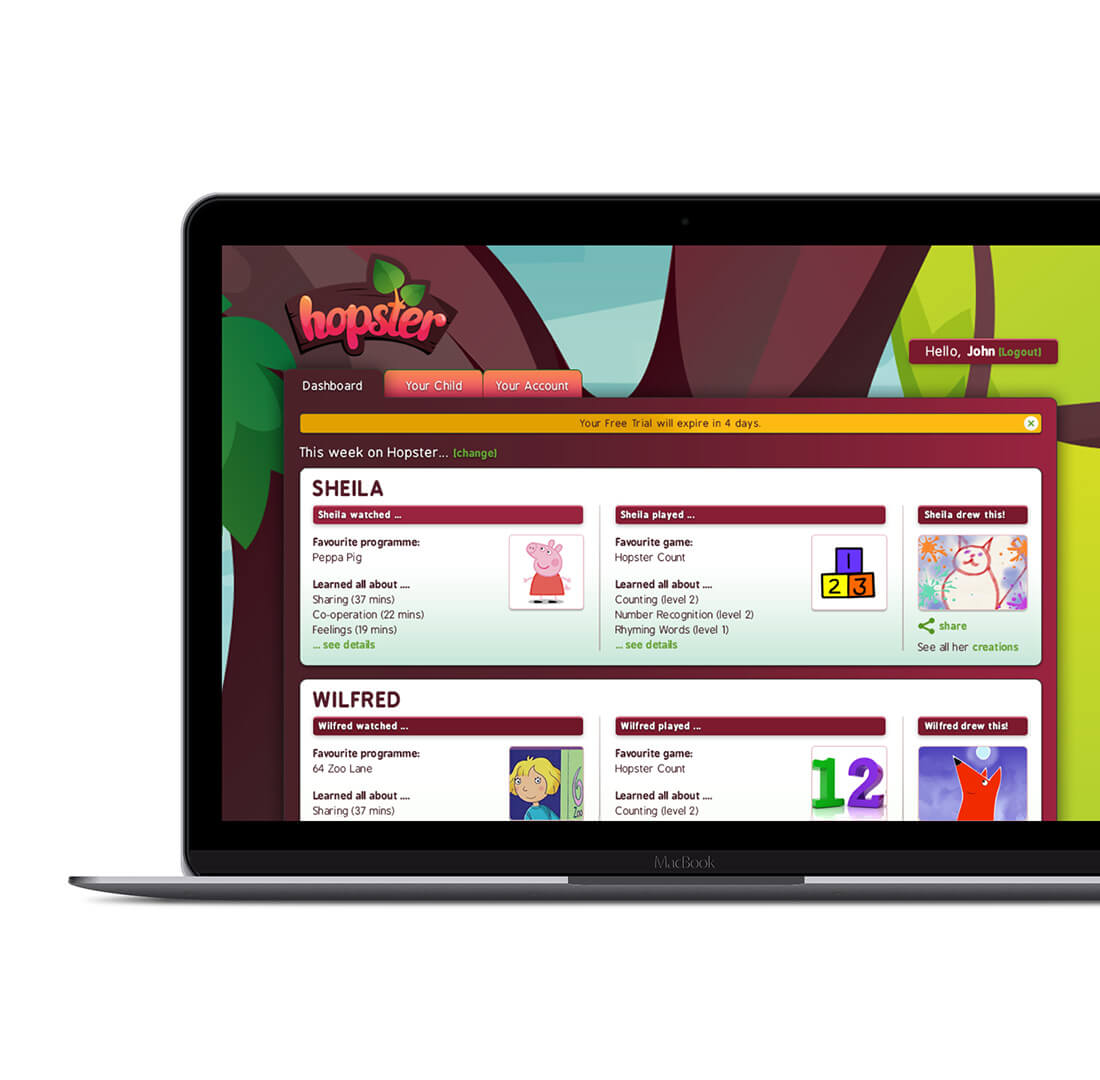 hopster
Hello, John (Logout)
Dashboard
Your Child
Your Account
Your Free Trial will expire in 4 days.
This week on Hopster... (change)
SHEILA
Sheila watched ...
Favourite programme:
Peppa Pig
Learned all about ....
Sharing (37 mins)
Co-operation (22 mins)
Feelings (19 mins)
... see details
Sheila played ...
Favourite game:
Hopster Count
1
2 3
Learned all about ....
Counting (level 2)
Number Recognition (level 2)
Rhyming Words (level 1)
... see details
Sheila drew this!
share
See all her creations
WILFRED
Wilfred watched ...
Favourite programme:
64 Zoo Lane
6
Zoo
Learned all about ....
Sharing (37 mins)
Wilfred played ...
Favourite game:
Hopster Count
12
Learned all about ....
Counting (level 2)
Wilfred drew this!
MacBook